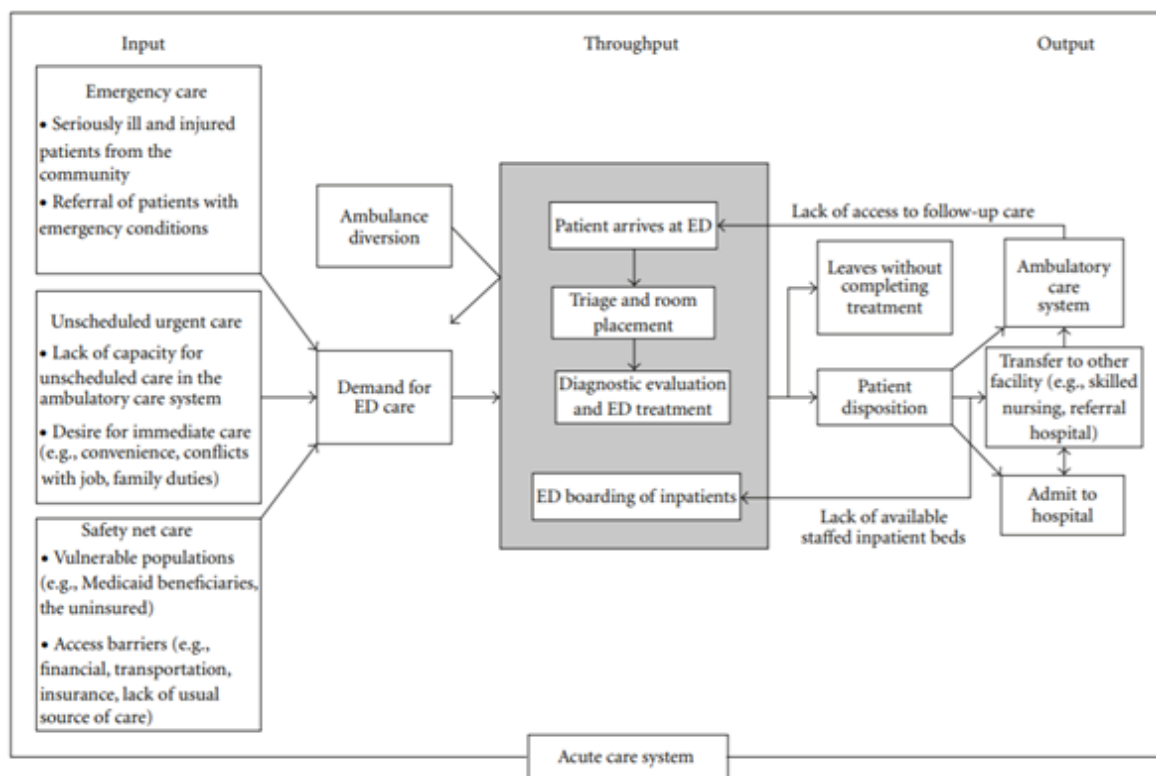 Input
Throughput
Output
Emergency care
• Seriously ill and injured
patients from the
community
• Referral of patients with
emergency conditions
Unscheduled urgent care
• Lack of capacity for
unscheduled care in the
ambulatory care system
• Desire for immediate care
(e.g., convenience, conflicts
with job, family duties)
Safety net care
• Vulnerable populations
(e.g., Medicaid beneficiaries,
the uninsured)
• Access barriers (e.g.,
financial, transportation,
insurance, lack of usual
source of care)
Ambulance
diversion
Demand for
ED care
Patient arrives at ED
Triage and room
placement
Diagnostic evaluation
and ED treatment
ED boarding of inpatients
Lack of access to follow-up care
Leaves without
completing
treatment
Patient
disposition
Lack of available
staffed inpatient beds
Ambulatory
care
system
Transfer to other
facility (e.g., skilled
nursing, referral
hospital)
Admit to
hospital
Acute care system